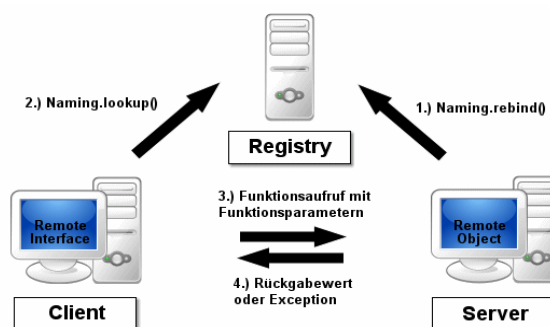 2.) Naming.lookup()
1.) Naming.rebind()
Registry
3.) Funktionsaufruf mit
Funktionsparametern
Remote
Interface
Remote
Object
4.) Rückgabewert
oder Exception
Client
Server